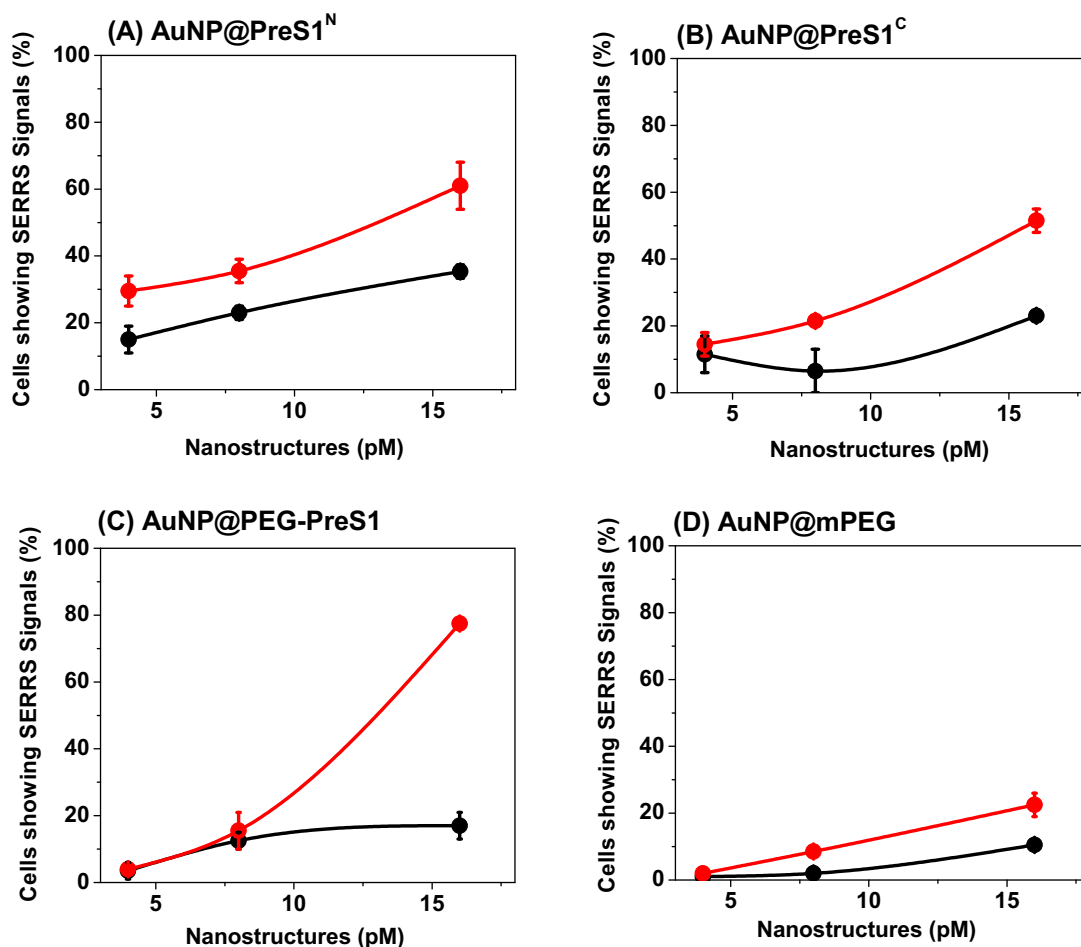 (A) AuNP@PreS1ᴺ
Cells showing SERRS Signals (%)
100
80
60
40
20
0
5 10 15
Nanostructures (pM)
(B) AuNP@PreS1ᶜ
Cells showing SERRS Signals (%)
100
80
60
40
20
0
5 10 15
Nanostructures (pM)
(C) AuNP@PEG-PreS1
Cells showing SERRS Signals (%)
100
80
60
40
20
0
5 10 15
Nanostructures (pM)
(D) AuNP@mPEG
Cells showing SERRS Signals (%)
100
80
60
40
20
0
5 10 15
Nanostructures (pM)